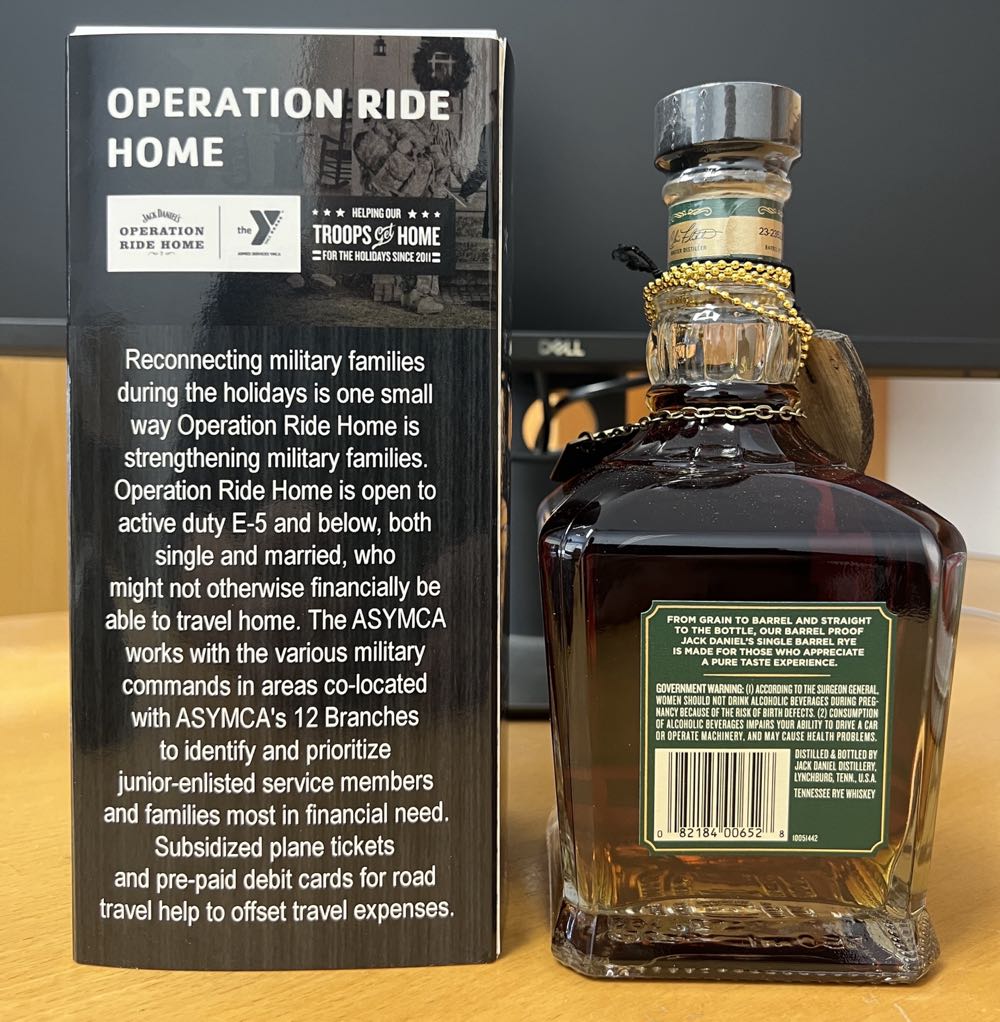 OPERATION RIDE
HOME
JACK DANIEL'S
OPERATION
RIDE HOME
the Y
ARMED SERVICES YMCA
★ ★ ★ HELPING OUR ★ ★ ★
TROOPS Get HOME
FOR THE HOLIDAYS SINCE 2011
Reconnecting military families
during the holidays is one small
way Operation Ride Home is
strengthening military families.
Operation Ride Home is open to
active duty E-5 and below, both
single and married, who
might not otherwise financially be
able to travel home. The ASYMCA
works with the various military
commands in areas co-located
with ASYMCA's 12 Branches
to identify and prioritize
junior-enlisted service members
and families most in financial need.
Subsidized plane tickets
and pre-paid debit cards for road
travel help to offset travel expenses.
DELL
DISTILLER
FROM GRAIN TO BARREL AND STRAIGHT
TO THE BOTTLE, OUR BARREL PROOF
JACK DANIEL'S SINGLE BARREL RYE
IS MADE FOR THOSE WHO APPRECIATE
A PURE TASTE EXPERIENCE.
GOVERNMENT WARNING: (1) ACCORDING TO THE SURGEON GENERAL,
WOMEN SHOULD NOT DRINK ALCOHOLIC BEVERAGES DURING PREG-
NANCY BECAUSE OF THE RISK OF BIRTH DEFECTS. (2) CONSUMPTION
OF ALCOHOLIC BEVERAGES IMPAIRS YOUR ABILITY TO DRIVE A CAR
OR OPERATE MACHINERY, AND MAY CAUSE HEALTH PROBLEMS.
DISTILLED & BOTTLED BY
JACK DANIEL DISTILLERY,
LYNCHBURG, TENN., U.S.A.
TENNESSEE RYE WHISKEY
0 82184 00652 8
10051442